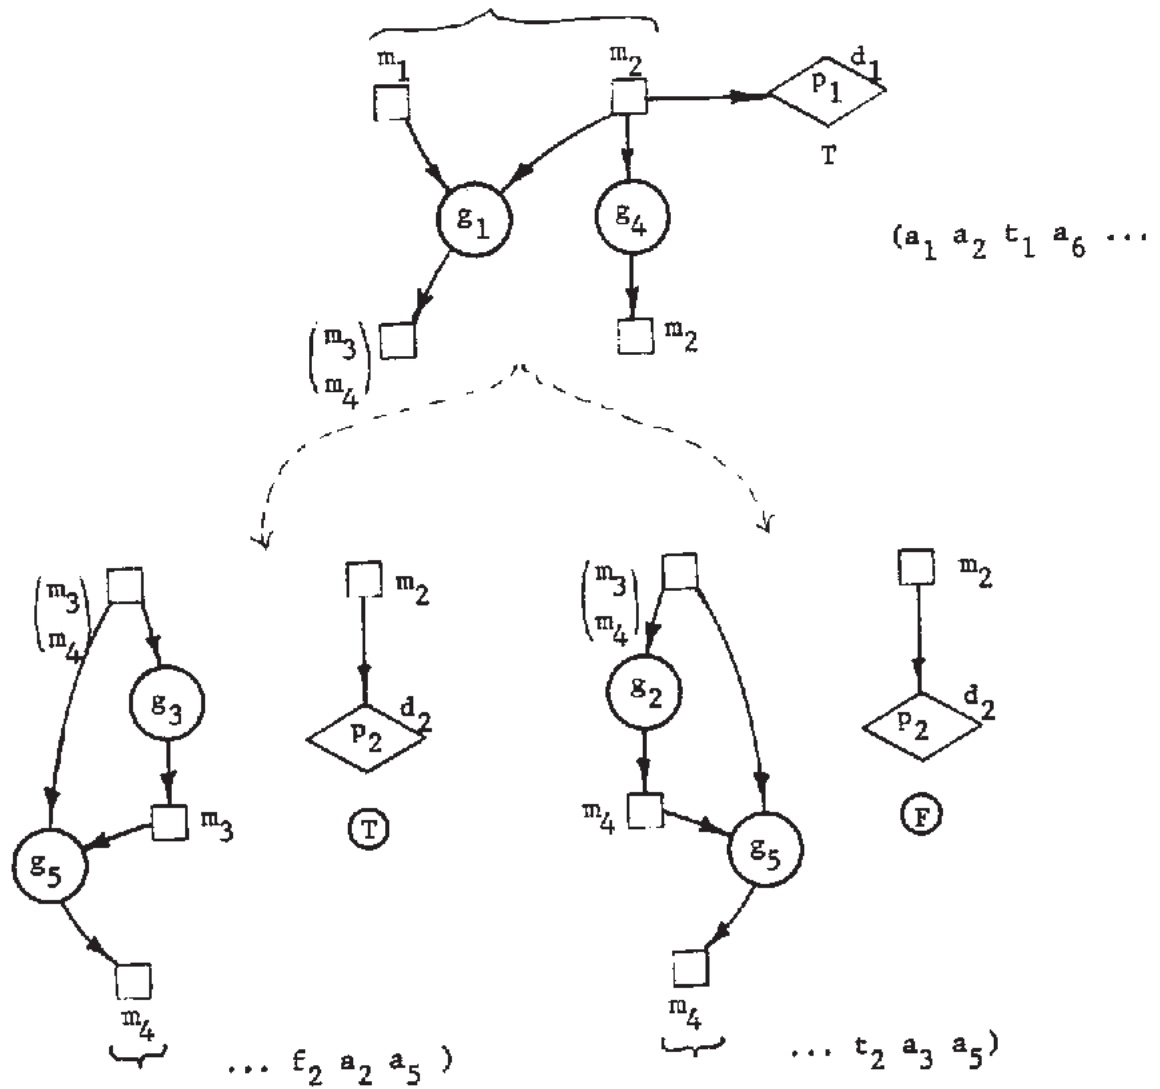 m1 m2 d1
p1
T
g1 g4
(a1 a2 t1 a6 ...
(m3 m4) m2
(m3 m4) m2
(m3 m4) m2
g3 d2
p2
g2 d2
p2
m3 T
m4 F
g5
g5
m4
m4
... f2 a2 a5 )
... t2 a3 a5)